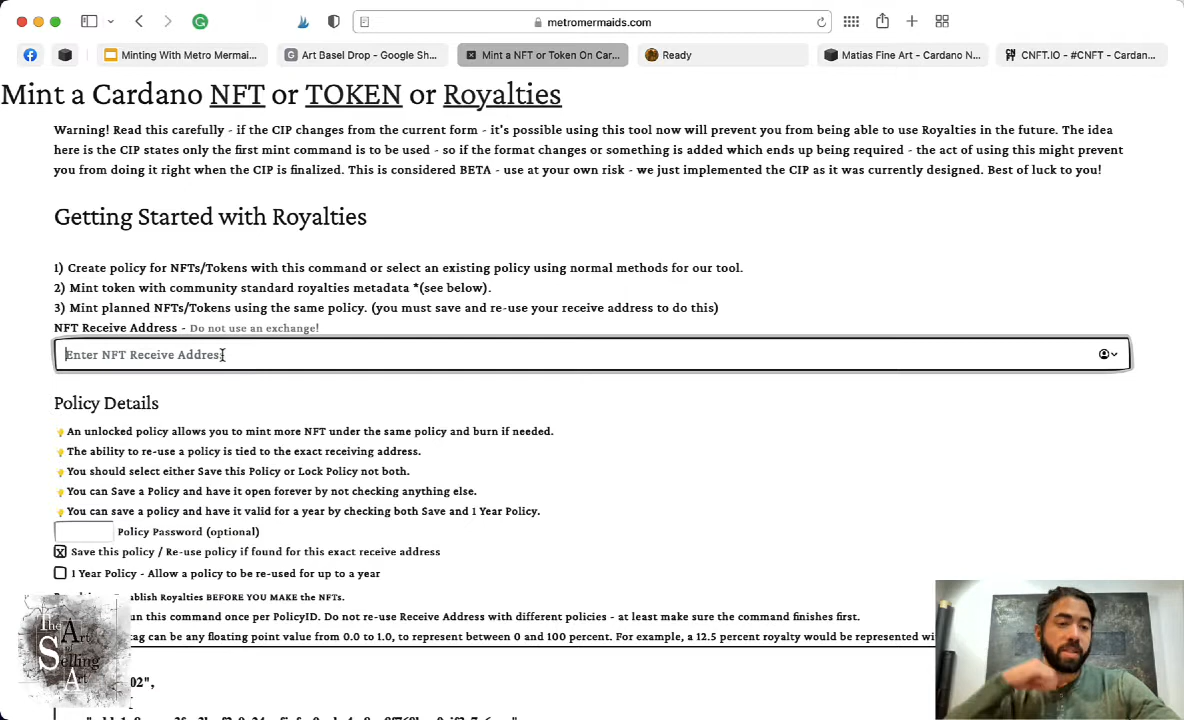 metromermaids.com
Minting With Metro Mermai...
Art Basel Drop - Google Sh...
Mint a NFT or Token On Car...
Ready
Matias Fine Art - Cardano N...
CNFT.IO - #CNFT - Cardan...
Mint a Cardano NFT or TOKEN or Royalties
Warning! Read this carefully - if the CIP changes from the current form - it's possible using this tool now will prevent you from being able to use Royalties in the future. The idea
here is the CIP states only the first mint command is to be used - so if the format changes or something is added which ends up being required - the act of using this might prevent
you from doing it right when the CIP is finalized. This is considered BETA - use at your own risk - we just implemented the CIP as it was currently designed. Best of luck to you!
Getting Started with Royalties
1) Create policy for NFTs/Tokens with this command or select an existing policy using normal methods for our tool.
2) Mint token with community standard royalties metadata *(see below).
3) Mint planned NFTs/Tokens using the same policy. (you must save and re-use your receive address to do this)
NFT Receive Address - Do not use an exchange!
Enter NFT Receive Address
Policy Details
An unlocked policy allows you to mint more NFT under the same policy and burn if needed.
The ability to re-use a policy is tied to the exact receiving address.
You should select either Save this Policy or Lock Policy not both.
You can Save a Policy and have it open forever by not checking anything else.
You can save a policy and have it valid for a year by checking both Save and 1 Year Policy.
Policy Password (optional)
Save this policy / Re-use policy if found for this exact receive address
1 Year Policy - Allow a policy to be re-used for up to a year
Royalties BEFORE YOU MAKE the NFTs.
this command once per PolicyID. Do not re-use Receive Address with different policies - at least make sure the command finishes first.
tag can be any floating point value from 0.0 to 1.0, to represent between 0 and 100 percent. For example, a 12.5 percent royalty would be represented
The Art of Selling Art
02",